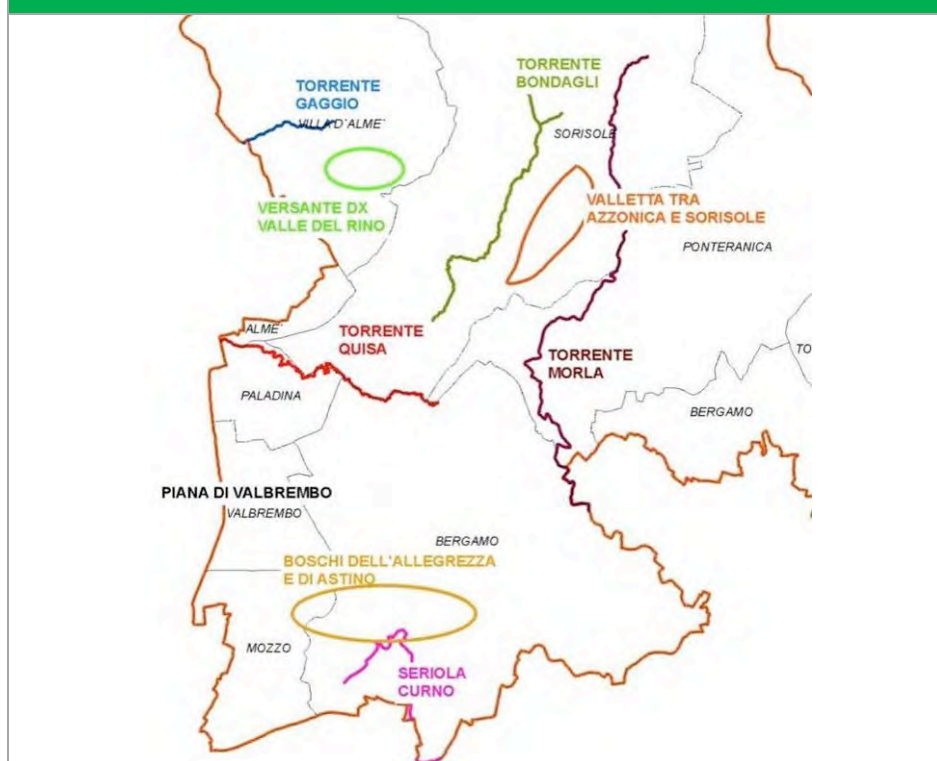 TORRENTE
BONDAGLI
TORRENTE
GAGGIO
VILLA D'ALME'
SORISOLE
VERSANTE DX
VALLE DEL RINO
VALLETTA TRA
AZZONICA E SORISOLE
PONTERANICA
ALME'
TORRENTE
QUISA
TORRENTE
MORLA
TO
PALADINA
BERGAMO
PIANA DI VALBREMBO
VALBREMBO
BERGAMO
BOSCHI DELL'ALLEGREZZA
E DI ASTINO
MOZZO
SERIOLA
CURNO